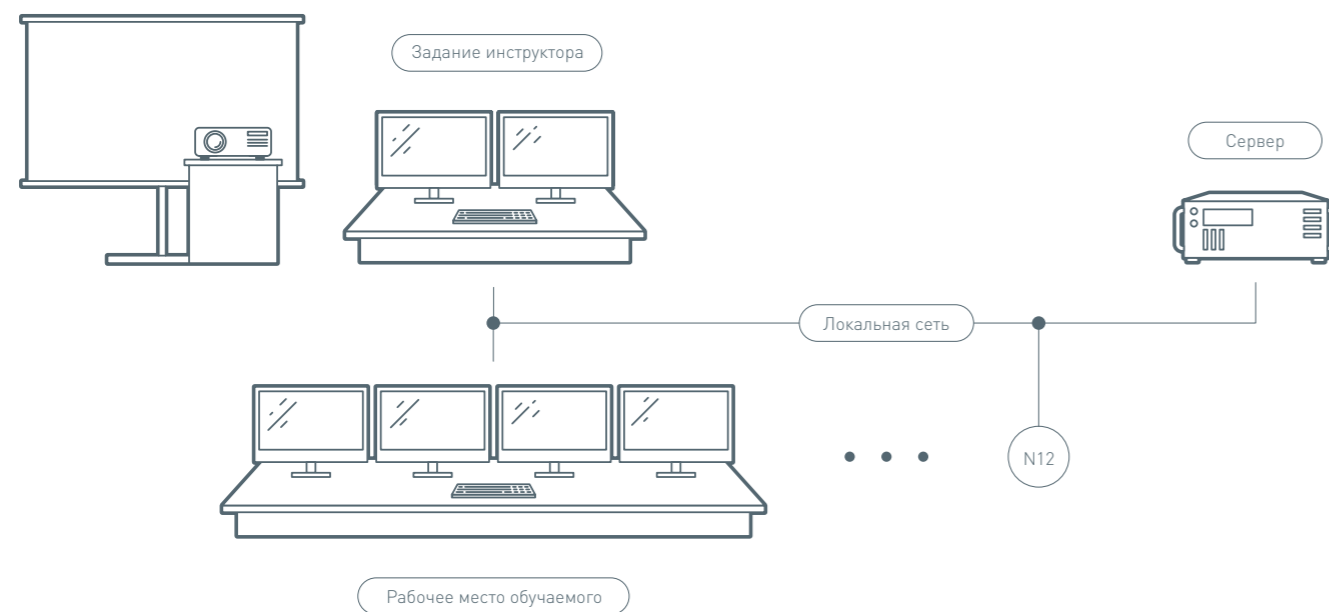 Задание инструктора
Сервер
Локальная сеть
N12
Рабочее место обучаемого